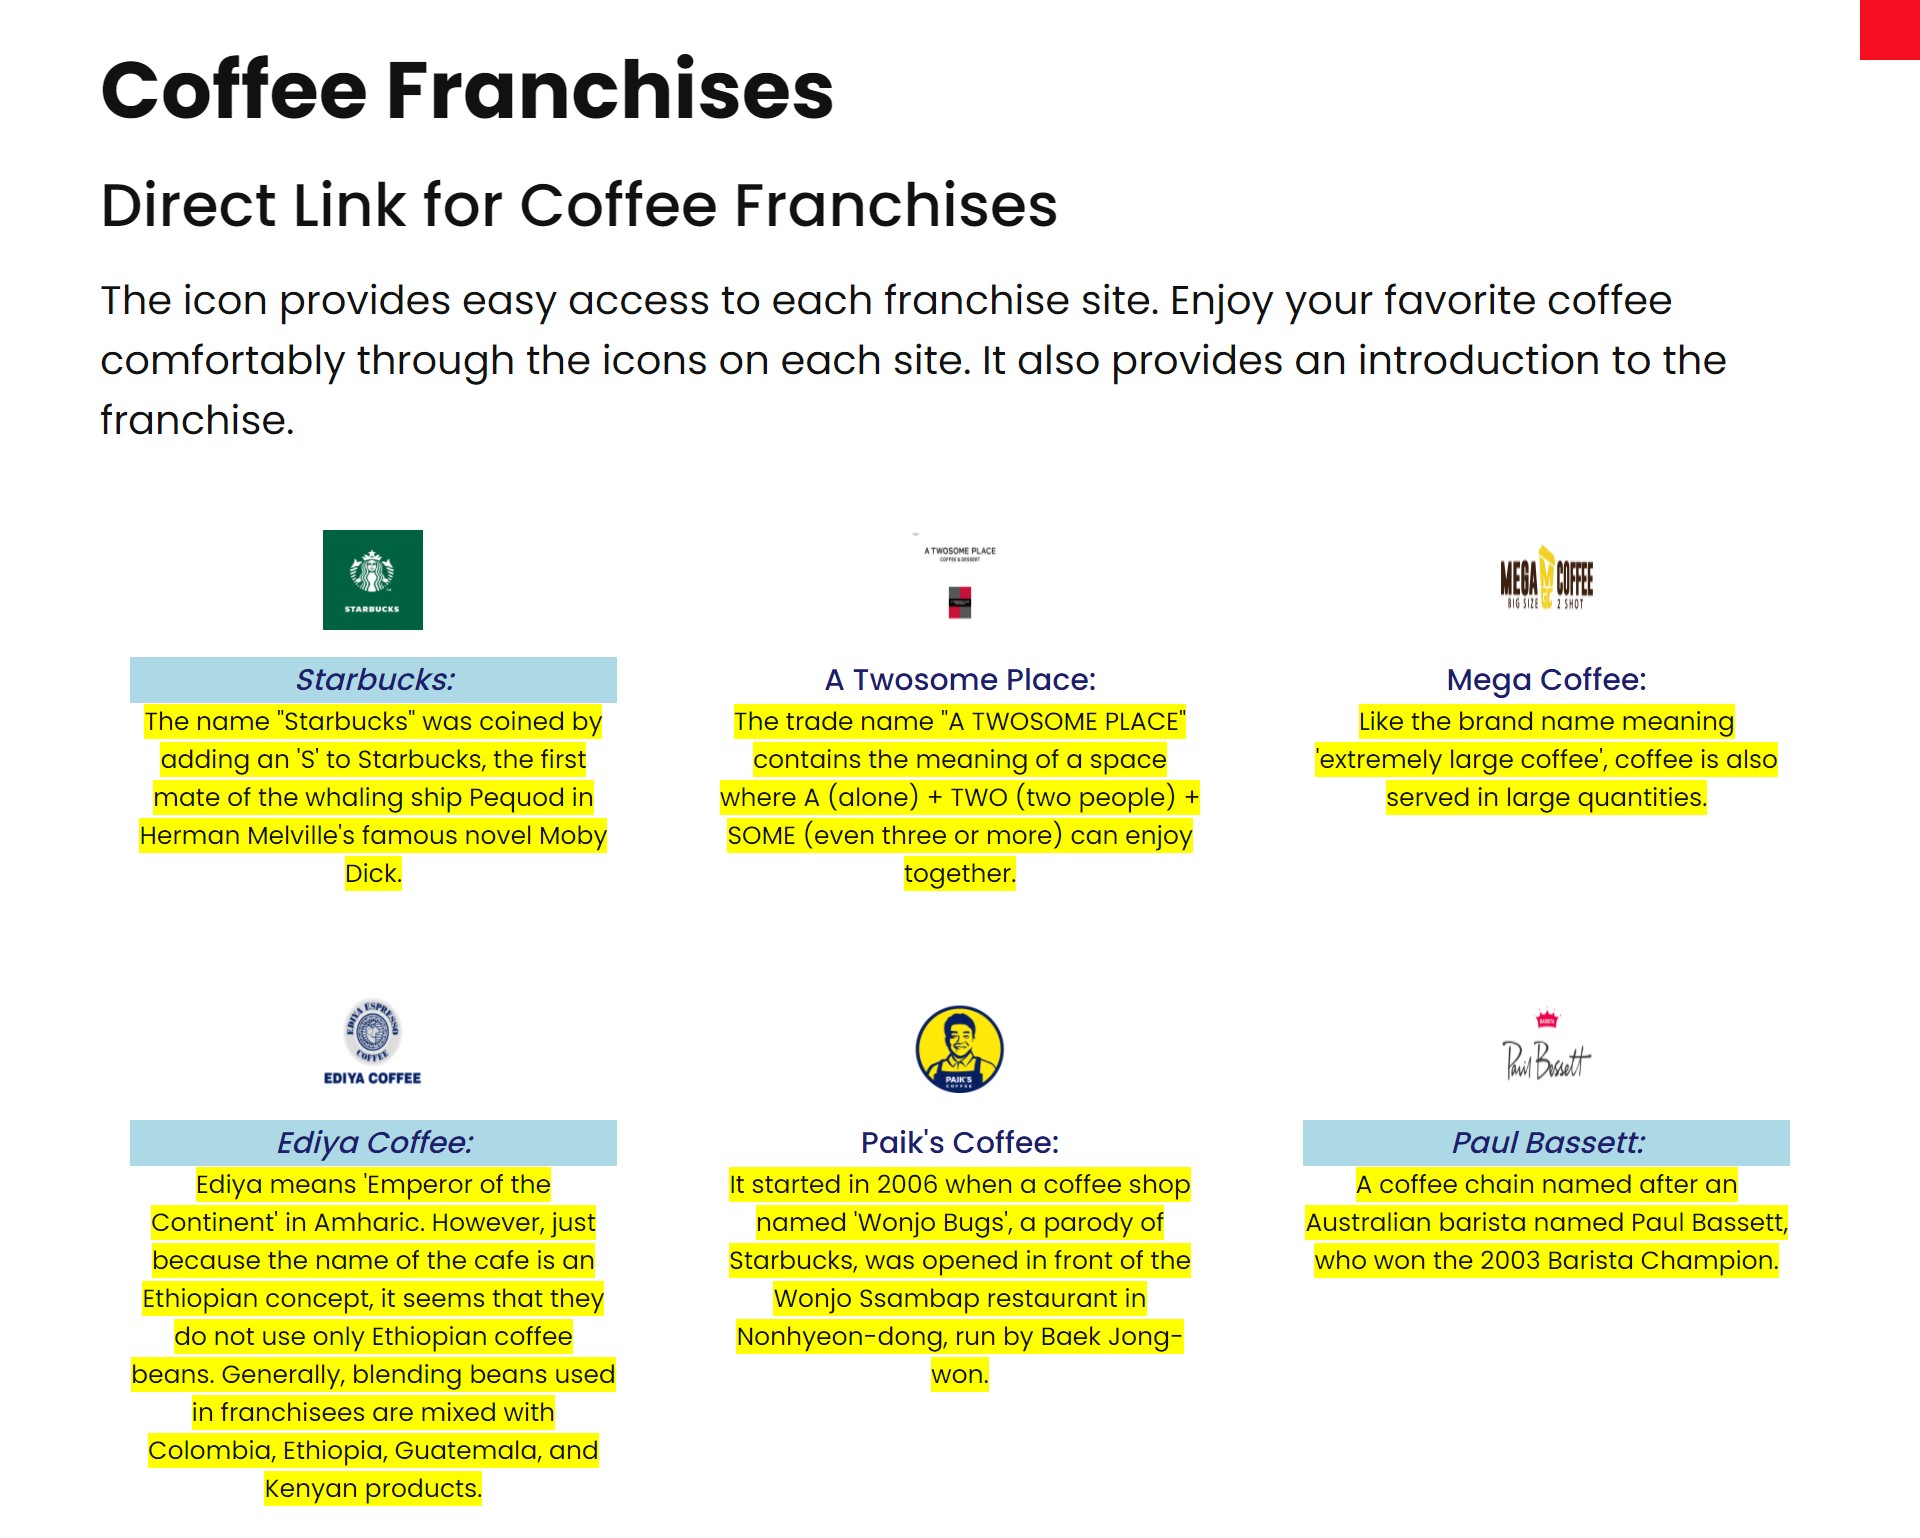 Coffee Franchises
Direct Link for Coffee Franchises
The icon provides easy access to each franchise site. Enjoy your favorite coffee
comfortably through the icons on each site. It also provides an introduction to the
franchise.
STARBUCKS
Starbucks:
The name "Starbucks" was coined by
adding an 'S' to Starbucks, the first
mate of the whaling ship Pequod in
Herman Melville's famous novel Moby
Dick.
A TWOSOME PLACE
COFFEE & DESSERT
A Twosome Place:
The trade name "A TWOSOME PLACE"
contains the meaning of a space
where A (alone) + TWO (two people) +
SOME (even three or more) can enjoy
together.
MEGA MGC COFFEE
BIG SIZE 2 SHOT
Mega Coffee:
Like the brand name meaning
'extremely large coffee', coffee is also
served in large quantities.
EDIYA ESPRESSO
COFFEE
EDIYA COFFEE
Ediya Coffee:
Ediya means 'Emperor of the
Continent' in Amharic. However, just
because the name of the cafe is an
Ethiopian concept, it seems that they
do not use only Ethiopian coffee
beans. Generally, blending beans used
in franchisees are mixed with
Colombia, Ethiopia, Guatemala, and
Kenyan products.
PAIK'S
COFFEE
Paik's Coffee:
It started in 2006 when a coffee shop
named 'Wonjo Bugs', a parody of
Starbucks, was opened in front of the
Wonjo Ssambap restaurant in
Nonhyeon-dong, run by Baek Jong-
won.
BARISTA
Paul Bassett
Paul Bassett:
A coffee chain named after an
Australian barista named Paul Bassett,
who won the 2003 Barista Champion.